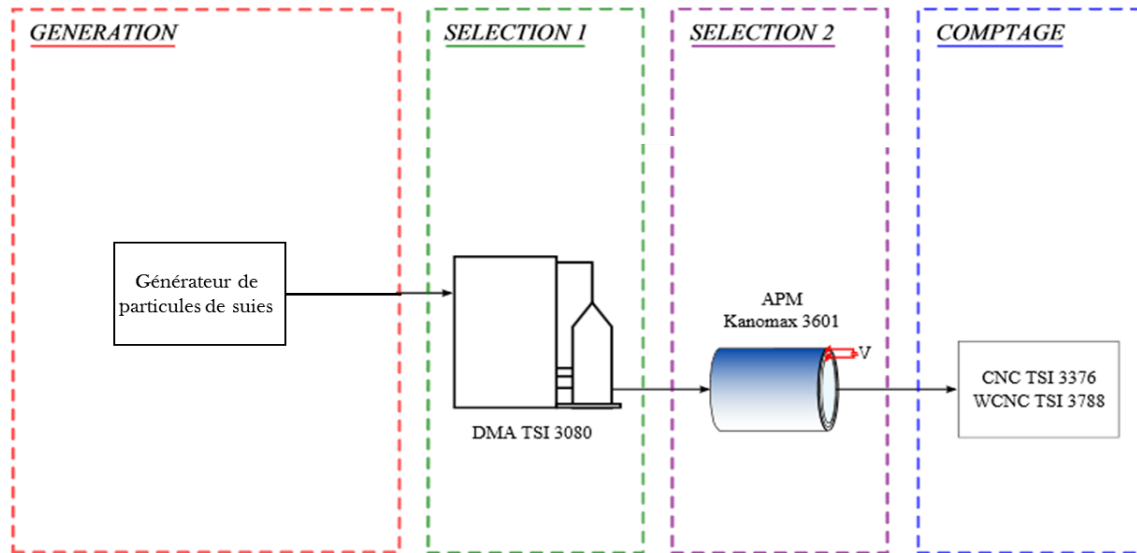 GENERATION
SELECTION 1
SELECTION 2
COMPTAGE
Générateur de
particules de suies
DMA TSI 3080
APM
Kanomax 3601
V
CNC TSI 3376
WCNC TSI 3788